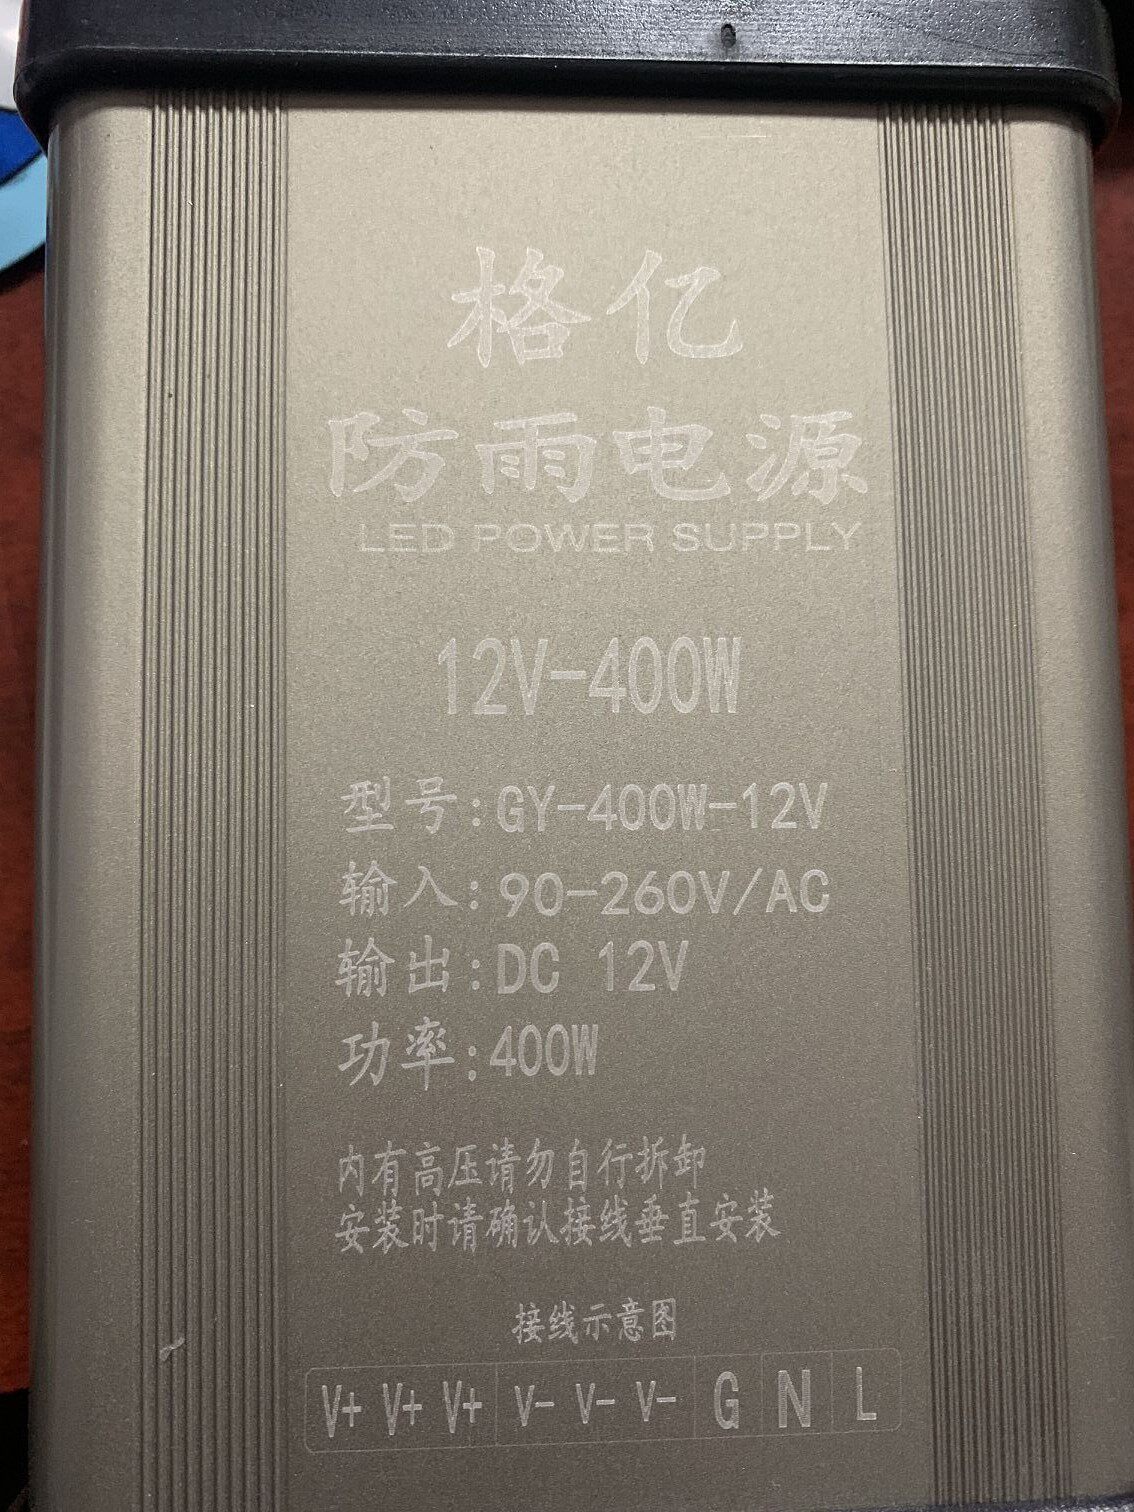 格亿
防雨电源
LED POWER SUPPLY
12V-400W
型号:GY-400W-12V
输入:90-260V/AC
输出:DC 12V
功率:400W
内有高压请勿自行拆卸
安装时请确认接线垂直安装
接线示意图
V+ V+ V+ V- V- V- G N L